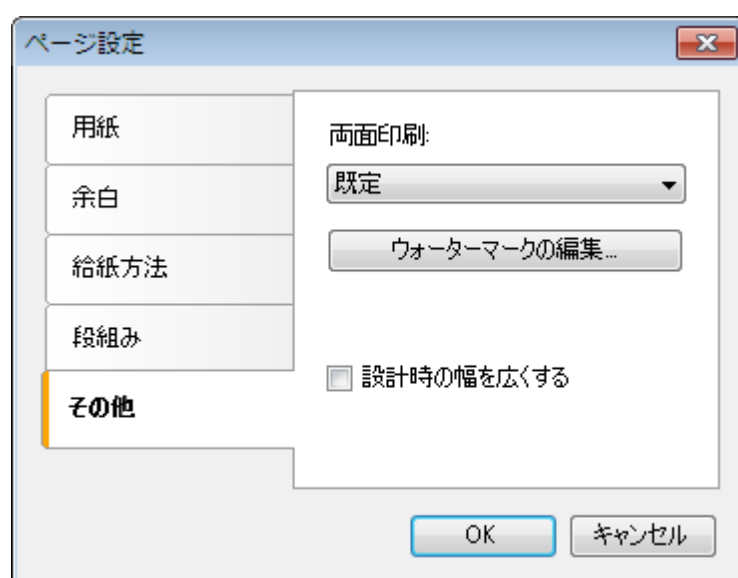 ページ設定
用紙
余白
給紙方法
段組み
その他
両面印刷:
既定
ウォーターマークの編集...
設計時の幅を広くする
OK
キャンセル